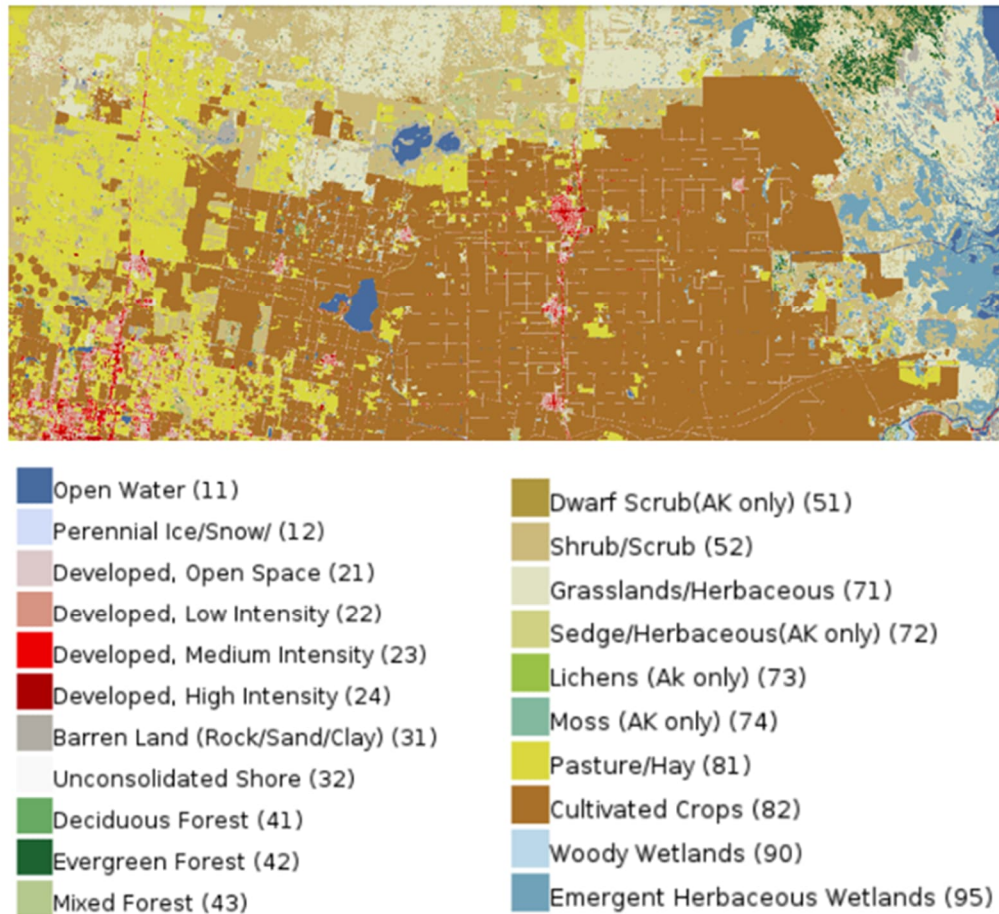 Open Water (11)
Perennial Ice/Snow/ (12)
Developed, Open Space (21)
Developed, Low Intensity (22)
Developed, Medium Intensity (23)
Developed, High Intensity (24)
Barren Land (Rock/Sand/Clay) (31)
Unconsolidated Shore (32)
Deciduous Forest (41)
Evergreen Forest (42)
Mixed Forest (43)
Dwarf Scrub(AK only) (51)
Shrub/Scrub (52)
Grasslands/Herbaceous (71)
Sedge/Herbaceous(AK only) (72)
Lichens (Ak only) (73)
Moss (AK only) (74)
Pasture/Hay (81)
Cultivated Crops (82)
Woody Wetlands (90)
Emergent Herbaceous Wetlands (95)